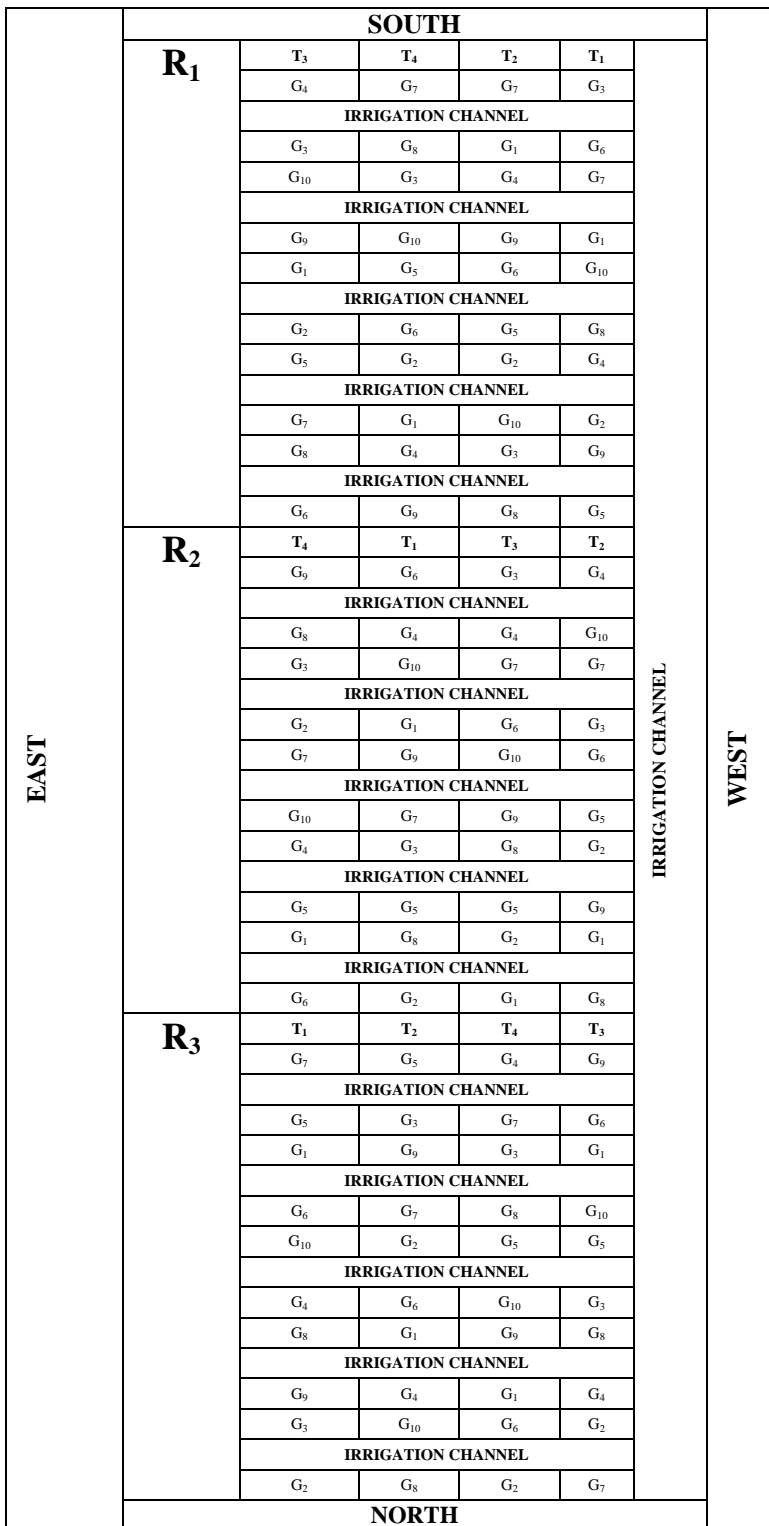 SOUTH
R₁ T₃ T₄ T₂ T₁
G₄ G₇ G₇ G₃
IRRIGATION CHANNEL
G₃ G₈ G₁ G₆
G₁₀ G₃ G₄ G₇
IRRIGATION CHANNEL
G₉ G₁₀ G₉ G₁
G₁ G₅ G₆ G₁₀
IRRIGATION CHANNEL
G₂ G₆ G₅ G₈
G₅ G₂ G₂ G₄
IRRIGATION CHANNEL
G₇ G₁ G₁₀ G₂
G₈ G₄ G₃ G₉
IRRIGATION CHANNEL
G₆ G₉ G₈ G₅
R₂ T₄ T₁ T₃ T₂
G₉ G₆ G₃ G₄
IRRIGATION CHANNEL
G₈ G₄ G₄ G₁₀
G₃ G₁₀ G₇ G₇
IRRIGATION CHANNEL
G₂ G₁ G₆ G₃
G₇ G₉ G₁₀ G₆
IRRIGATION CHANNEL
G₁₀ G₇ G₉ G₅
G₄ G₃ G₈ G₂
IRRIGATION CHANNEL
G₅ G₅ G₅ G₉
G₁ G₈ G₂ G₁
IRRIGATION CHANNEL
G₆ G₂ G₁ G₈
R₃ T₁ T₂ T₄ T₃
G₇ G₅ G₄ G₉
IRRIGATION CHANNEL
G₅ G₃ G₇ G₆
G₁ G₉ G₃ G₁
IRRIGATION CHANNEL
G₆ G₇ G₈ G₁₀
G₁₀ G₂ G₅ G₅
IRRIGATION CHANNEL
G₄ G₆ G₁₀ G₃
G₈ G₁ G₉ G₈
IRRIGATION CHANNEL
G₉ G₄ G₁ G₄
G₃ G₁₀ G₆ G₂
IRRIGATION CHANNEL
G₂ G₈ G₂ G₇
NORTH
EAST
IRRIGATION CHANNEL
WEST